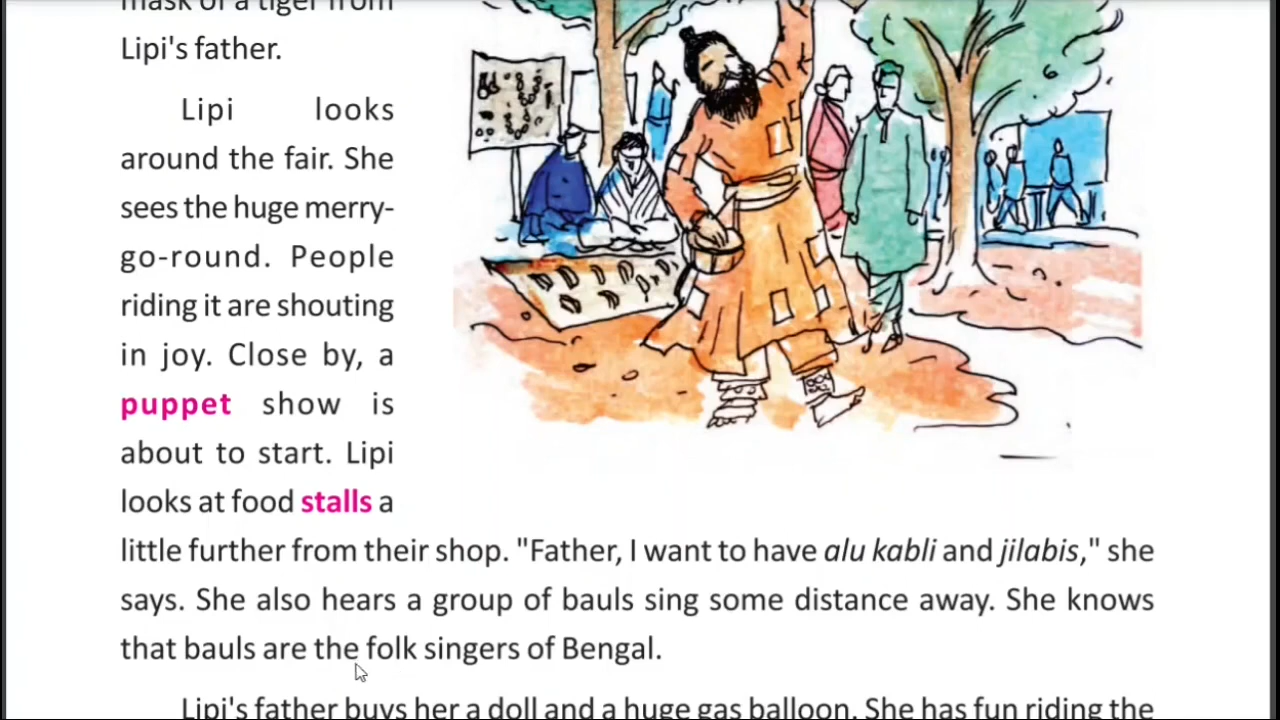 mask of a tiger from
Lipi's father.
Lipi looks
around the fair. She
sees the huge merry-
go-round. People
riding it are shouting
in joy. Close by, a
puppet show is
about to start. Lipi
looks at food stalls a
little further from their shop. "Father, I want to have alu kabli and jilabis," she
says. She also hears a group of bauls sing some distance away. She knows
that bauls are the folk singers of Bengal.
Lipi's father buys her a doll and a huge gas balloon. She has fun riding the